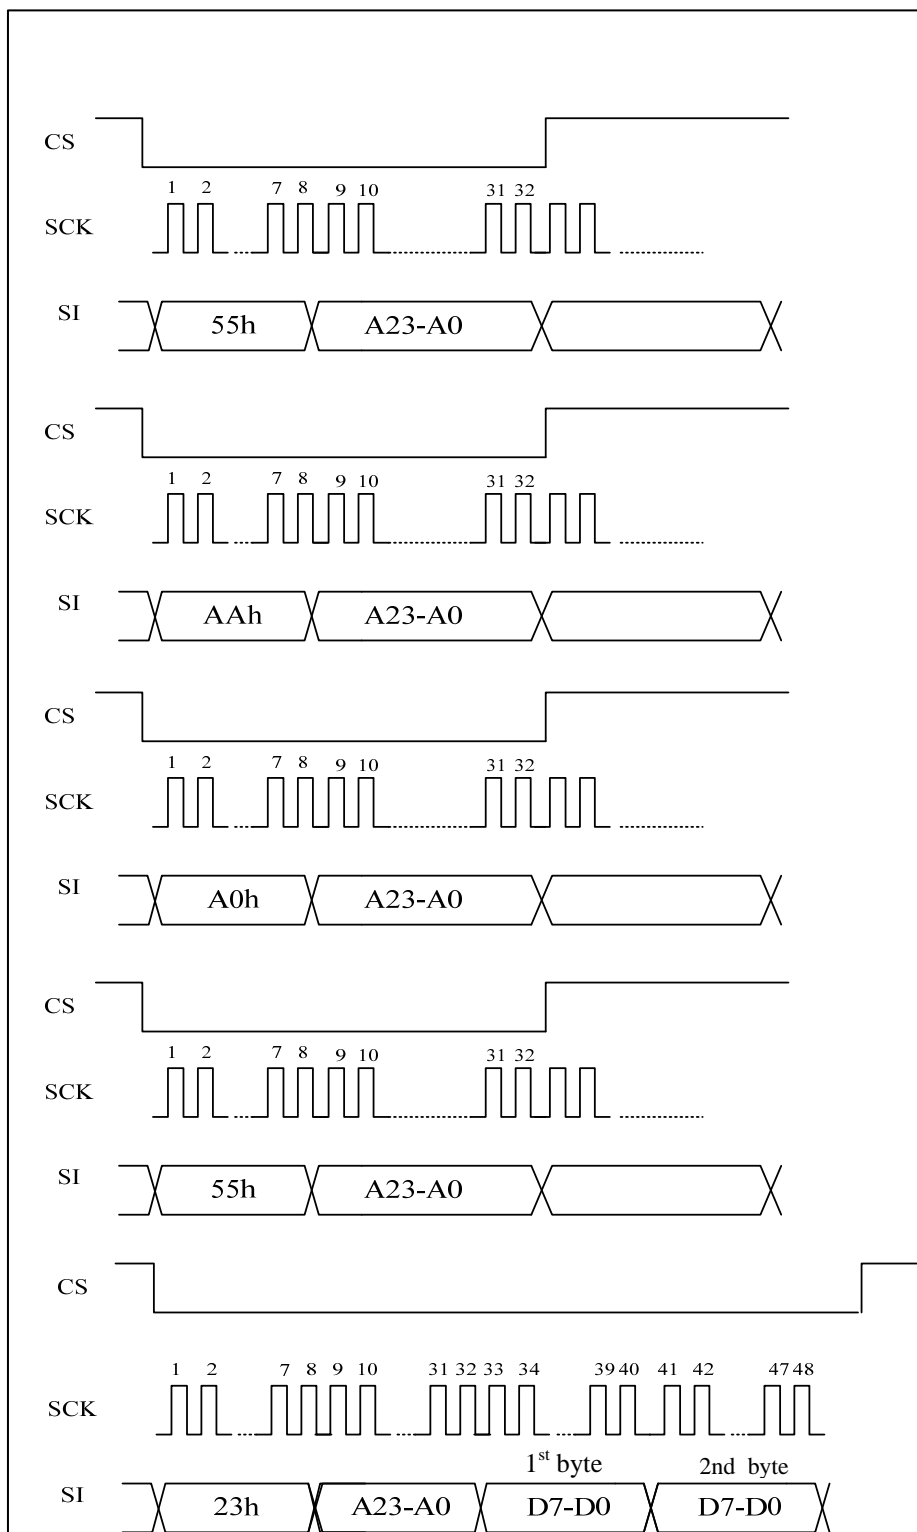 CS
1 2 7 8 9 10 31 32
SCK
SI 55h A23-A0
CS
1 2 7 8 9 10 31 32
SCK
SI AAh A23-A0
CS
1 2 7 8 9 10 31 32
SCK
SI A0h A23-A0
CS
1 2 7 8 9 10 31 32
SCK
SI 55h A23-A0
CS
1 2 7 8 9 10 31 32 33 34 39 40 41 42 47 48
SCK
1st byte 2nd byte
SI 23h A23-A0 D7-D0 D7-D0